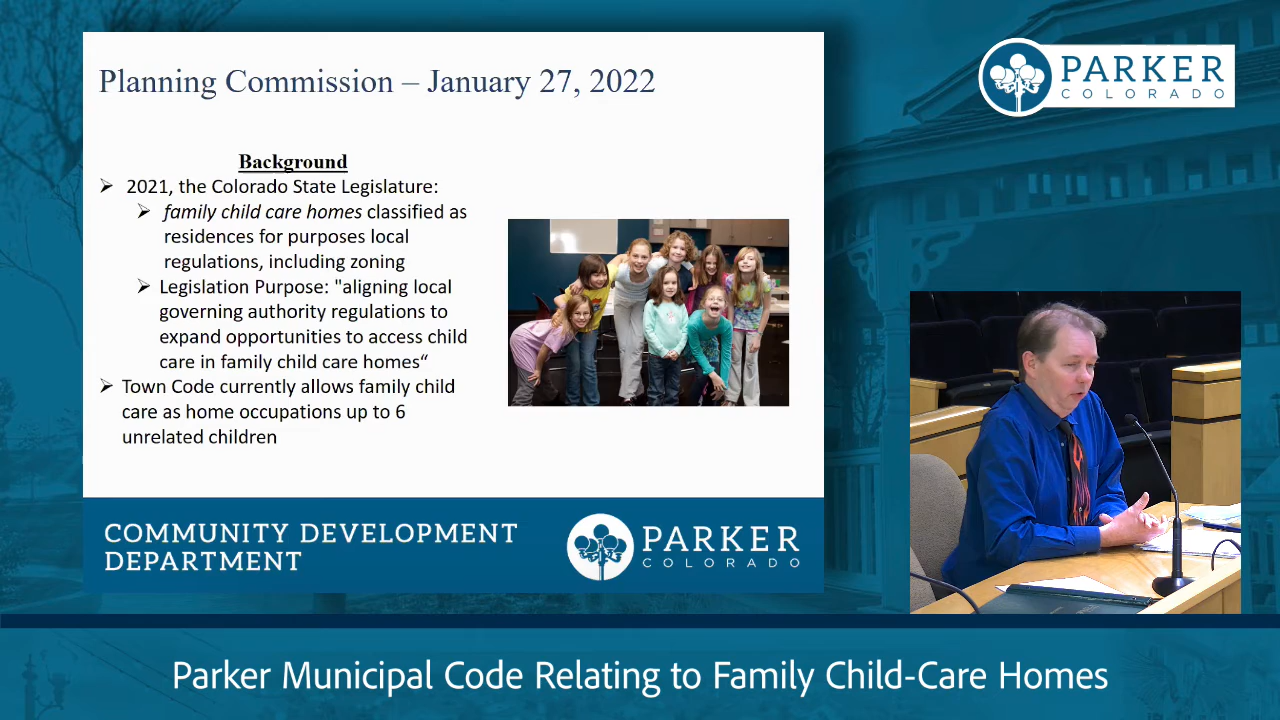 Planning Commission – January 27, 2022
Background
➢ 2021, the Colorado State Legislature:
➢ family child care homes classified as
residences for purposes local
regulations, including zoning
➢ Legislation Purpose: "aligning local
governing authority regulations to
expand opportunities to access child
care in family child care homes“
➢ Town Code currently allows family child
care as home occupations up to 6
unrelated children
COMMUNITY DEVELOPMENT
DEPARTMENT
PARKER
COLORADO
PARKER
COLORADO
Parker Municipal Code Relating to Family Child-Care Homes